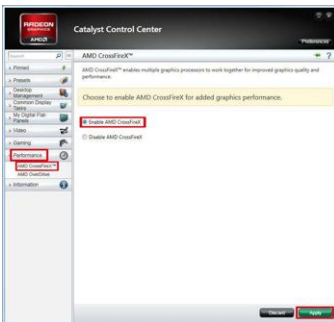 RADEON
GRAPHICS
AMD
Catalyst Control Center
Preferences
Search
AMD CrossFireX™
AMD CrossFireX™ enables multiple graphics processors to work together for improved graphics quality and
performance.
Pinned
Presets
Desktop
Management
Common Display
Tasks
My Digital Flat-
Panels
Video
Gaming
Performance
AMD CrossFireX™
AMD OverDrive
Information
Choose to enable AMD CrossFireX for added graphics performance.
Enable AMD CrossFireX
Disable AMD CrossFireX
Discard
Apply